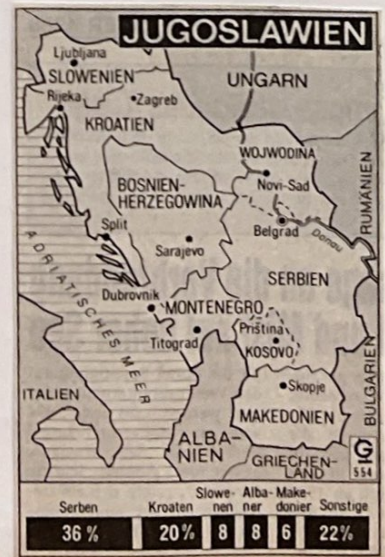 JUGOSLAWIEN
Ljubljana
SLOWENIEN
UNGARN
Rijeka
Zagreb
KROATIEN
WOJWODINA
Novi-Sad
RUMÄNIEN
BOSNIEN-
HERZEGOWINA
Belgrad
Donau
Split
Sarajevo
ADRIATISCHES MEER
SERBIEN
Dubrovnik
MONTENEGRO
Titograd
Priština
KOSOVO
BULGARIEN
Skopje
ITALIEN
MAKEDONIEN
ALBA-
NIEN
GRIECHEN-
LAND
554
Serben
Kroaten
Slowe-
nen
Alba-
ner
Make-
donier
Sonstige
36 %
20%
8
8
6
22%